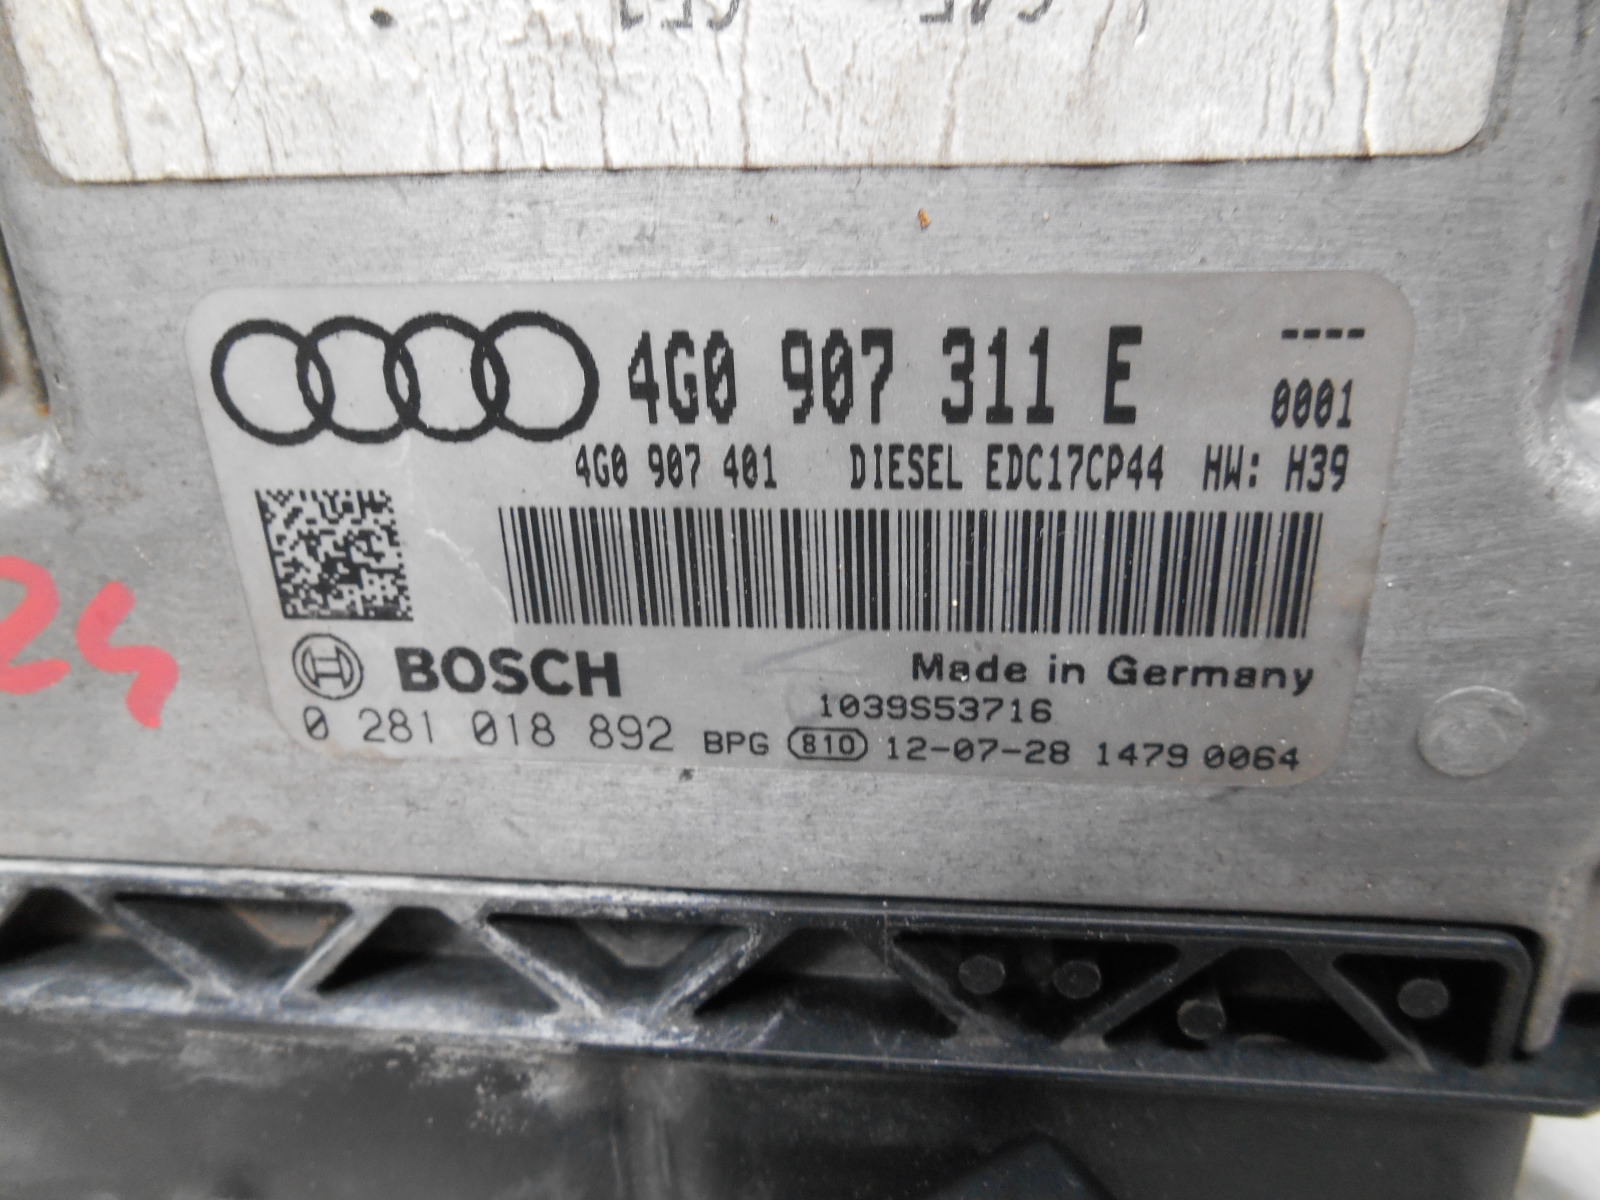 4G0 907 311 E
----
0001
4G0 907 401 DIESEL EDC17CP44 HW: H39
BOSCH
Made in Germany
1039S53716
0 281 018 892 BPG 810 12-07-28 1479 0064
24